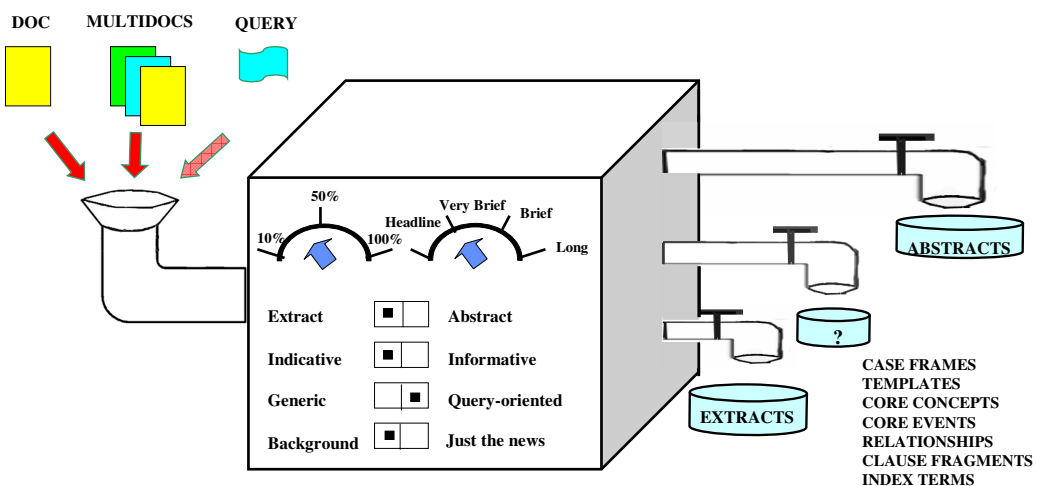 DOC
MULTIDOCS
QUERY
50%
10%
100%
Headline
Very Brief
Brief
Long
Extract
Abstract
Indicative
Informative
Generic
Query-oriented
Background
Just the news
ABSTRACTS
?
EXTRACTS
CASE FRAMES
TEMPLATES
CORE CONCEPTS
CORE EVENTS
RELATIONSHIPS
CLAUSE FRAGMENTS
INDEX TERMS